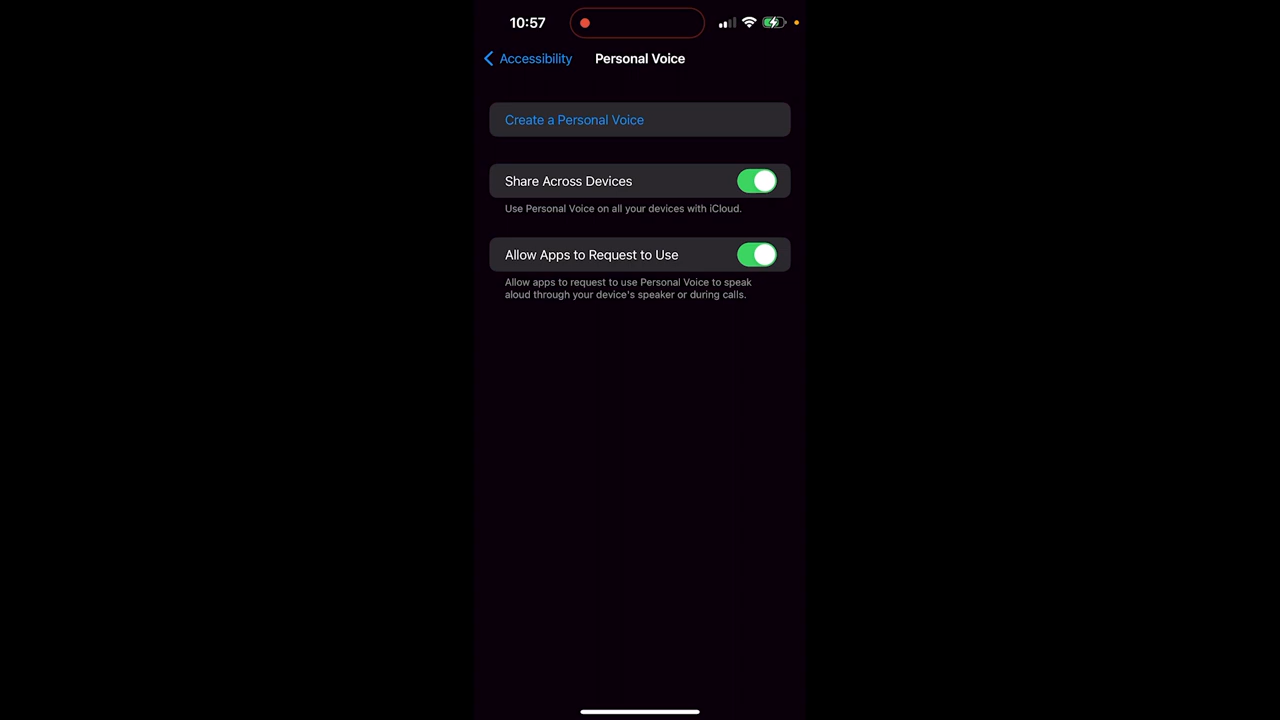 10:57
Accessibility
Personal Voice
Create a Personal Voice
Share Across Devices
Use Personal Voice on all your devices with iCloud.
Allow Apps to Request to Use
Allow apps to request to use Personal Voice to speak
aloud through your device's speaker or during calls.